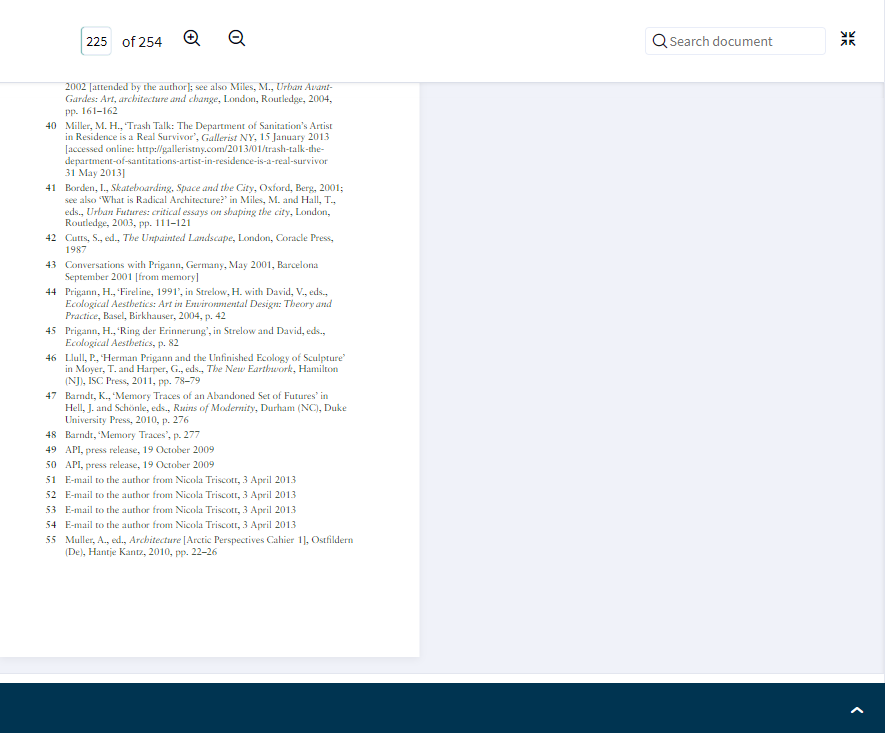 225 of 254
Search document
2002 [attended by the author]; see also Miles, M., Urban Avant-
Gardes: Art, architecture and change, London, Routledge, 2004,
pp. 161–162
40 Miller, M. H., ‘Trash Talk: The Department of Sanitation’s Artist
in Residence is a Real Survivor’, Gallerist NY, 15 January 2013
[accessed online: http://galleristny.com/2013/01/trash-talk-the-
department-of-santitations-artist-in-residence-is-a-real-survivor
31 May 2013]
41 Borden, I., Skateboarding, Space and the City, Oxford, Berg, 2001;
see also ‘What is Radical Architecture?’ in Miles, M. and Hall, T.,
eds., Urban Futures: critical essays on shaping the city, London,
Routledge, 2003, pp. 111–121
42 Cutts, S., ed., The Unpainted Landscape, London, Coracle Press,
1987
43 Conversations with Prigann, Germany, May 2001, Barcelona
September 2001 [from memory]
44 Prigann, H., ‘Fireline, 1991’, in Strelow, H. with David, V., eds.,
Ecological Aesthetics: Art in Environmental Design: Theory and
Practice, Basel, Birkhauser, 2004, p. 42
45 Prigann, H., ‘Ring der Erinnerung’, in Strelow and David, eds.,
Ecological Aesthetics, p. 82
46 Llull, P., ‘Herman Prigann and the Unfinished Ecology of Sculpture’
in Moyer, T. and Harper, G., eds., The New Earthwork, Hamilton
(NJ), ISC Press, 2011, pp. 78–79
47 Barndt, K., ‘Memory Traces of an Abandoned Set of Futures’ in
Hell, J. and Schönle, eds., Ruins of Modernity, Durham (NC), Duke
University Press, 2010, p. 276
48 Barndt, ‘Memory Traces’, p. 277
49 API, press release, 19 October 2009
50 API, press release, 19 October 2009
51 E-mail to the author from Nicola Triscott, 3 April 2013
52 E-mail to the author from Nicola Triscott, 3 April 2013
53 E-mail to the author from Nicola Triscott, 3 April 2013
54 E-mail to the author from Nicola Triscott, 3 April 2013
55 Muller, A., ed., Architecture [Arctic Perspectives Cahier 1], Ostfildern
(De), Hantje Kantz, 2010, pp. 22–26